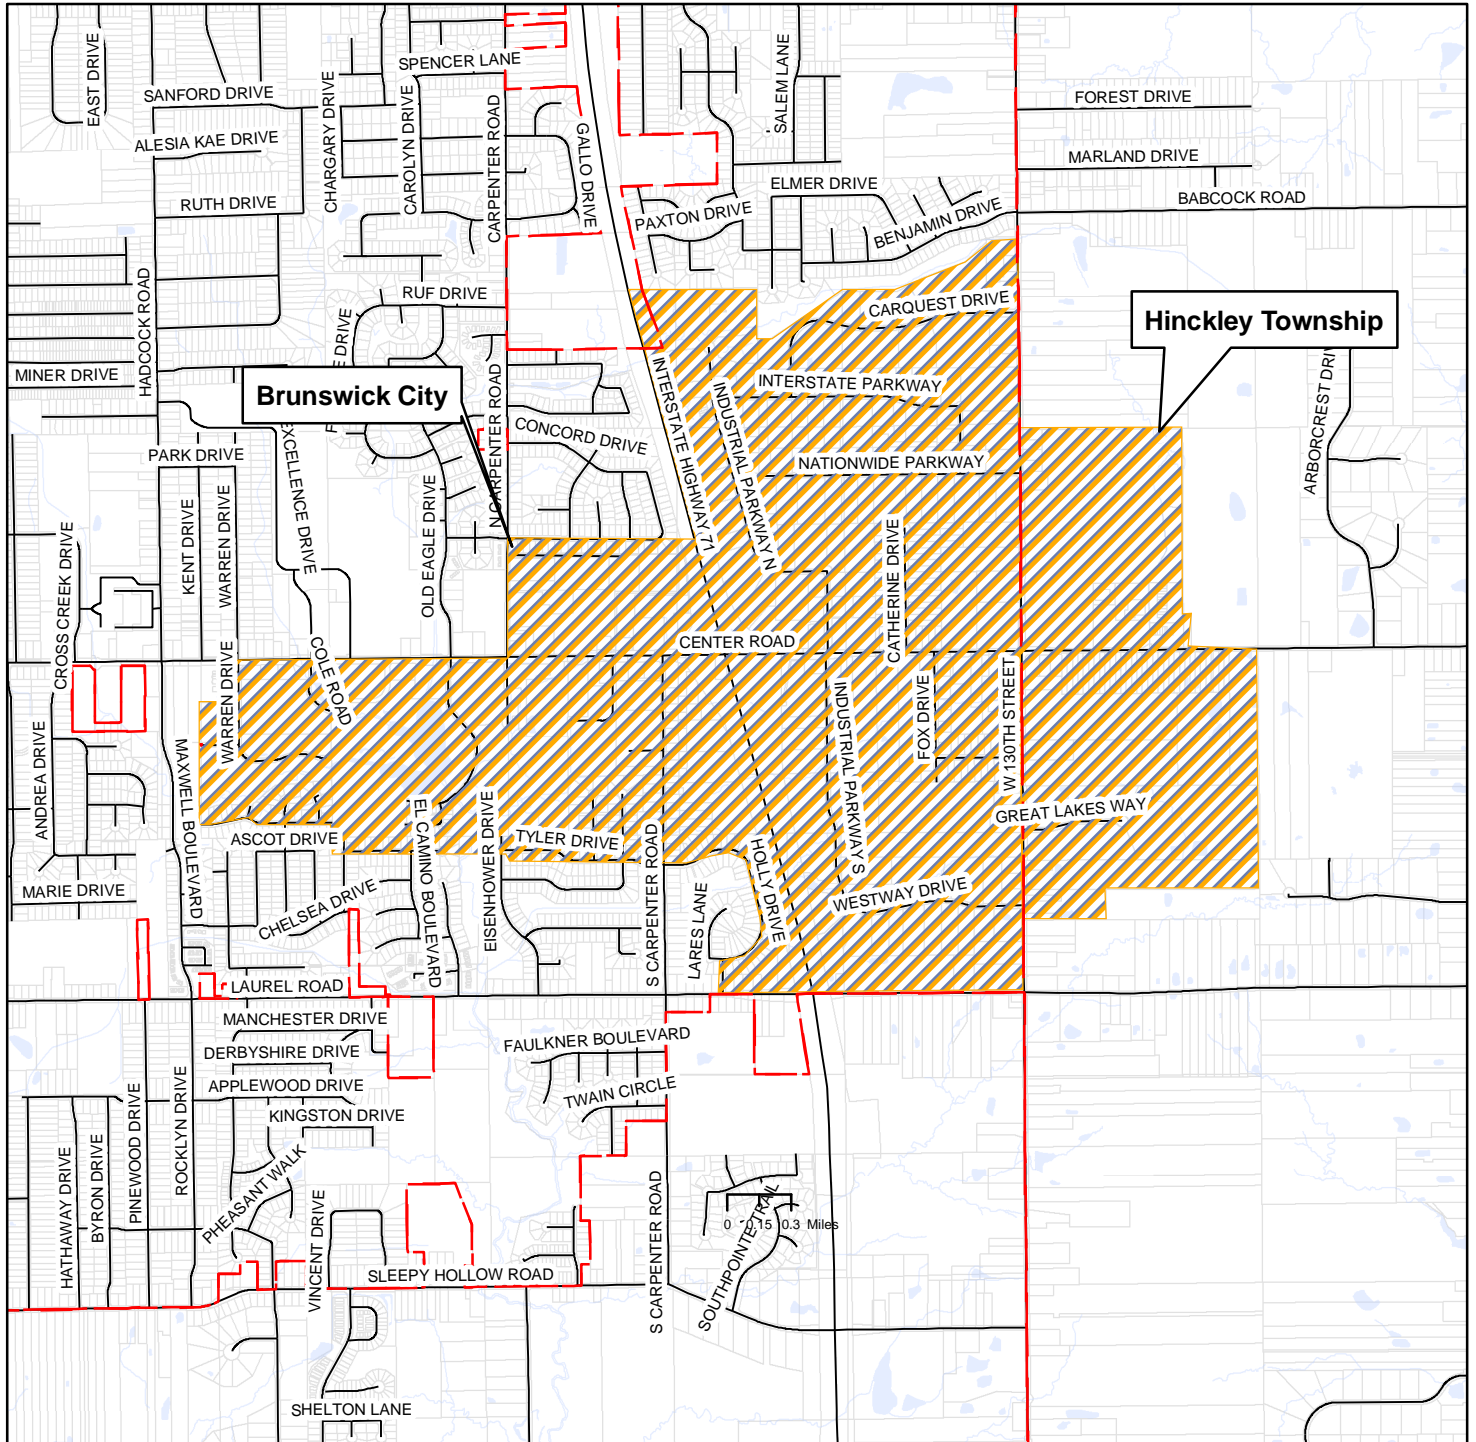 SPENCER LANE
EAST DRIVE
SANFORD DRIVE
CHARGARY DRIVE
CAROLYN DRIVE
CARPENTER ROAD
GALLO DRIVE
SALEM LANE
FOREST DRIVE
ALESIA KAE DRIVE
MARLAND DRIVE
RUTH DRIVE
ELMER DRIVE
PAXTON DRIVE
BENJAMIN DRIVE
BABCOCK ROAD
HADCOCK ROAD
RUF DRIVE
CARQUEST DRIVE
Hinckley Township
E DRIVE
MINER DRIVE
Brunswick City
N CARPENTER ROAD
INTERSTATE HIGHWAY 71
INDUSTRIAL PARKWAY N
INTERSTATE PARKWAY
ARBORCREST DRIV
CONCORD DRIVE
PARK DRIVE
EXCELLENCE DRIVE
NATIONWIDE PARKWAY
KENT DRIVE
WARREN DRIVE
OLD EAGLE DRIVE
CATHERINE DRIVE
CROSS CREEK DRIVE
CENTER ROAD
WARREN DRIVE
COLE ROAD
FOX DRIVE
W 130TH STREET
INDUSTRIAL PARKWAY S
ANDREA DRIVE
MAXWELL BOULEVARD
GREAT LAKES WAY
ASCOT DRIVE
EL CAMINO BOULEVARD
EISENHOWER DRIVE
TYLER DRIVE
S CARPENTER ROAD
HOLLY DRIVE
MARIE DRIVE
CHELSEA DRIVE
LARES LANE
WESTWAY DRIVE
LAUREL ROAD
MANCHESTER DRIVE
FAULKNER BOULEVARD
DERBYSHIRE DRIVE
APPLEWOOD DRIVE
TWAIN CIRCLE
KINGSTON DRIVE
HATHAWAY DRIVE
BYRON DRIVE
PINEWOOD DRIVE
ROCKLYN DRIVE
PHEASANT WALK
VINCENT DRIVE
S CARPENTER ROAD
SOUTHPOINTE TRAIL
0 0.15 0.3 Miles
SLEEPY HOLLOW ROAD
SHELTON LANE